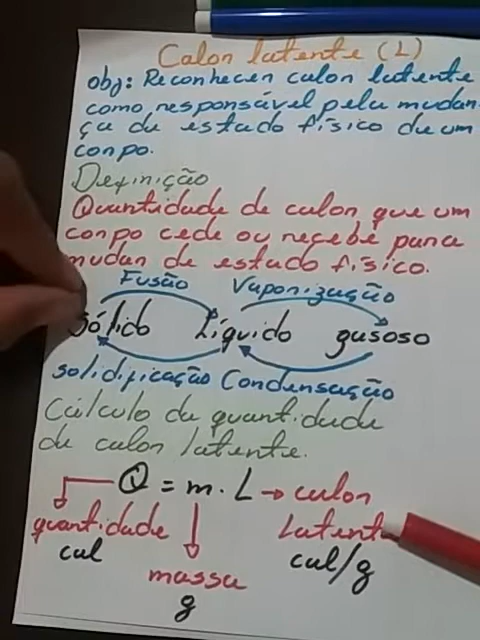 Calor latente (L)
obj: Reconhecer calor latente
como responsável pela mudan
ça de estado físico de um
corpo.
Definição
Quantidade de calor que um
corpo cede ou recebe para
mudar de estado físico.
Fusão Vaporização
Sólido Líquido gasoso
solidificação Condensação
Cálculo da quantidade
de calor latente.
Q = m . L → calor
quantidade Latente
cal cal/g
massa
g